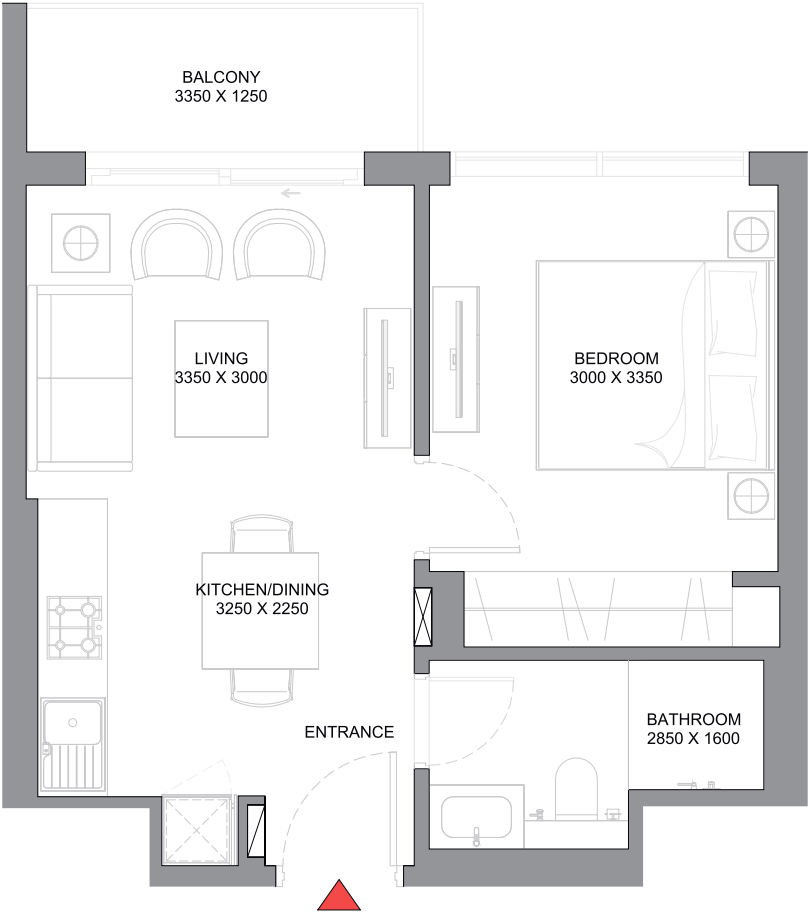 BALCONY
3350 X 1250
LIVING
3350 X 3000
BEDROOM
3000 X 3350
KITCHEN/DINING
3250 X 2250
ENTRANCE
BATHROOM
2850 X 1600